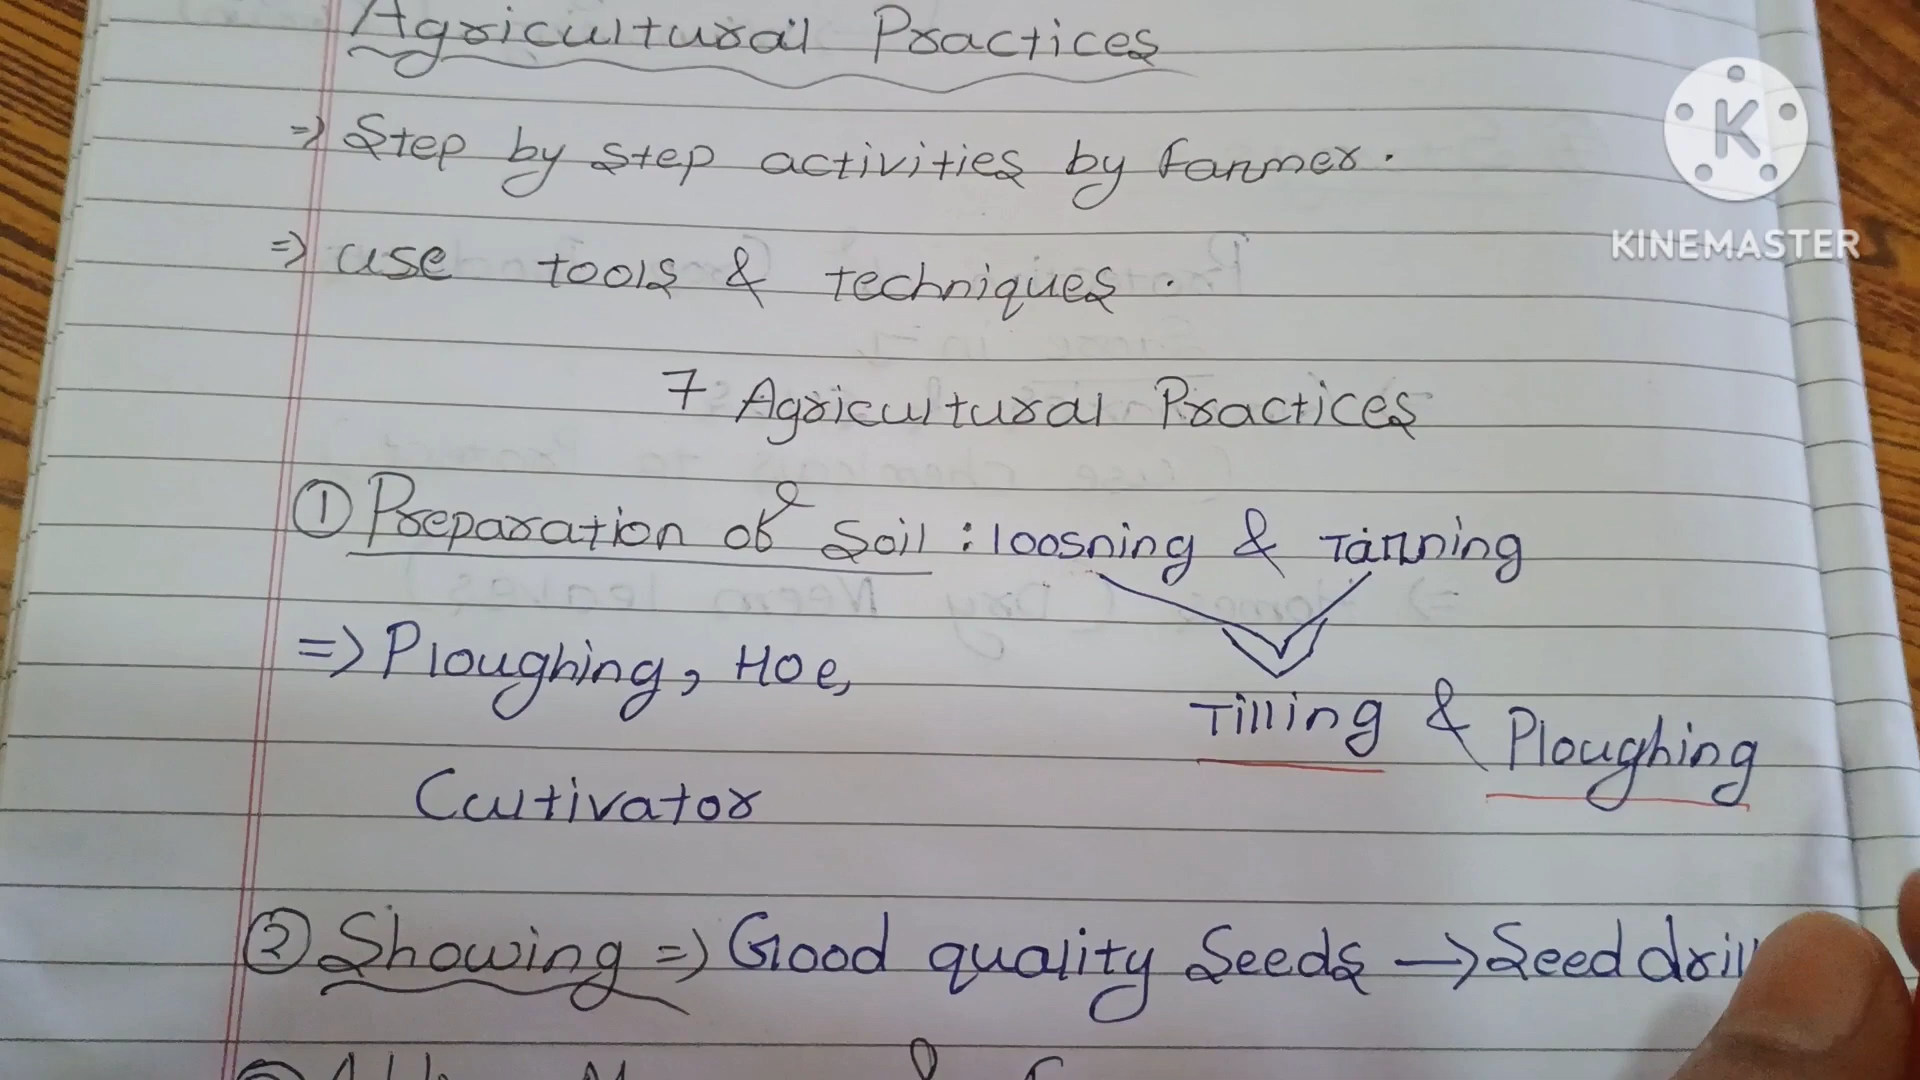 Agricultural Practices
=> Step by step activities by farmer.
=> use tools & techniques.
7 Agricultural Practices
① Preparation of Soil : loosning & Tanning
=> Ploughing, Hoe,
Tilling & Ploughing
Cultivator
② Showing => Good quality Seeds → Seed drill
K
KINEMASTER